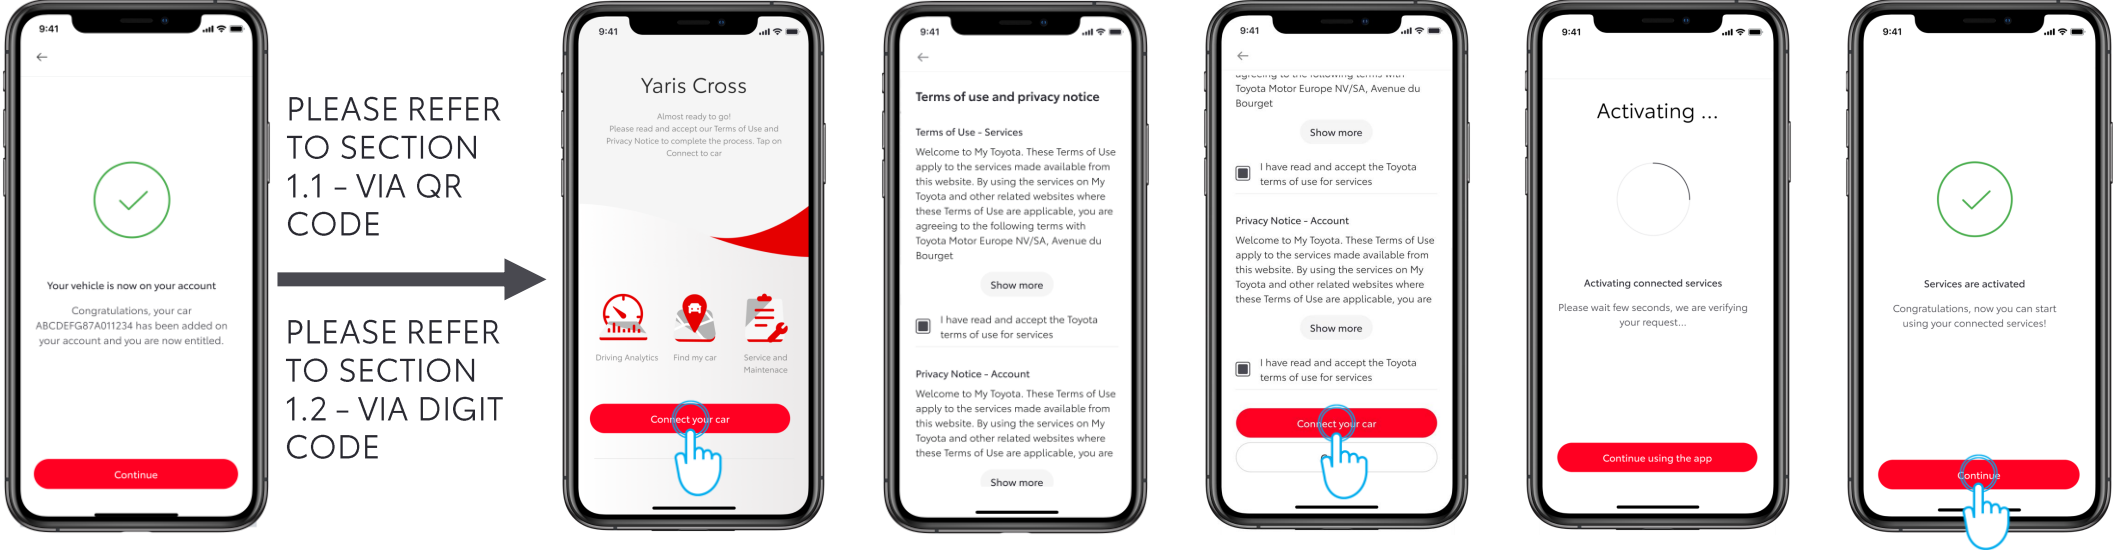 9:41
Your vehicle is now on your account
Congratulations, your car
ABCDEFG87A011234 has been added on
your account and you are now entitled.
Continue
PLEASE REFER
TO SECTION
1.1 – VIA QR
CODE
PLEASE REFER
TO SECTION
1.2 – VIA DIGIT
CODE
9:41
Yaris Cross
Almost ready to go!
Please read and accept our Terms of Use and
Privacy Notice to complete the process. Tap on
Connect to car
Driving Analytics
Find my car
Service and
Maintenace
Connect your car
9:41
Terms of use and privacy notice
Terms of Use - Services
Welcome to My Toyota. These Terms of Use
apply to the services made available from
this website. By using the services on My
Toyota and other related websites where
these Terms of Use are applicable, you are
agreeing to the following terms with
Toyota Motor Europe NV/SA, Avenue du
Bourget
Show more
I have read and accept the Toyota
terms of use for services
Privacy Notice - Account
Welcome to My Toyota. These Terms of Use
apply to the services made available from
this website. By using the services on My
Toyota and other related websites where
these Terms of Use are applicable, you are
Show more
9:41
agreeing to the following terms with
Toyota Motor Europe NV/SA, Avenue du
Bourget
Show more
I have read and accept the Toyota
terms of use for services
Privacy Notice - Account
Welcome to My Toyota. These Terms of Use
apply to the services made available from
this website. By using the services on My
Toyota and other related websites where
these Terms of Use are applicable, you are
Show more
I have read and accept the Toyota
terms of use for services
Connect your car
9:41
Activating ...
Activating connected services
Please wait few seconds, we are verifying
your request...
Continue using the app
9:41
Services are activated
Congratulations, now you can start
using your connected services!
Continue